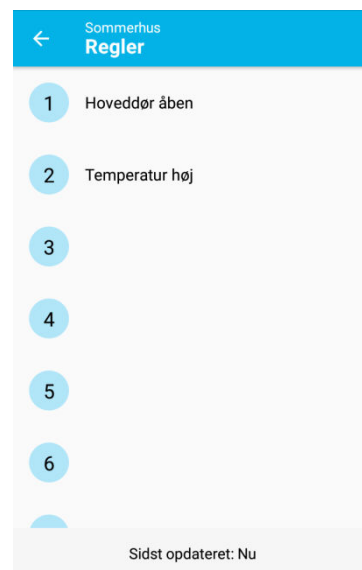 Sommerhus
Regler
1 Hoveddør åben
2 Temperatur høj
3
4
5
6
Sidst opdateret: Nu